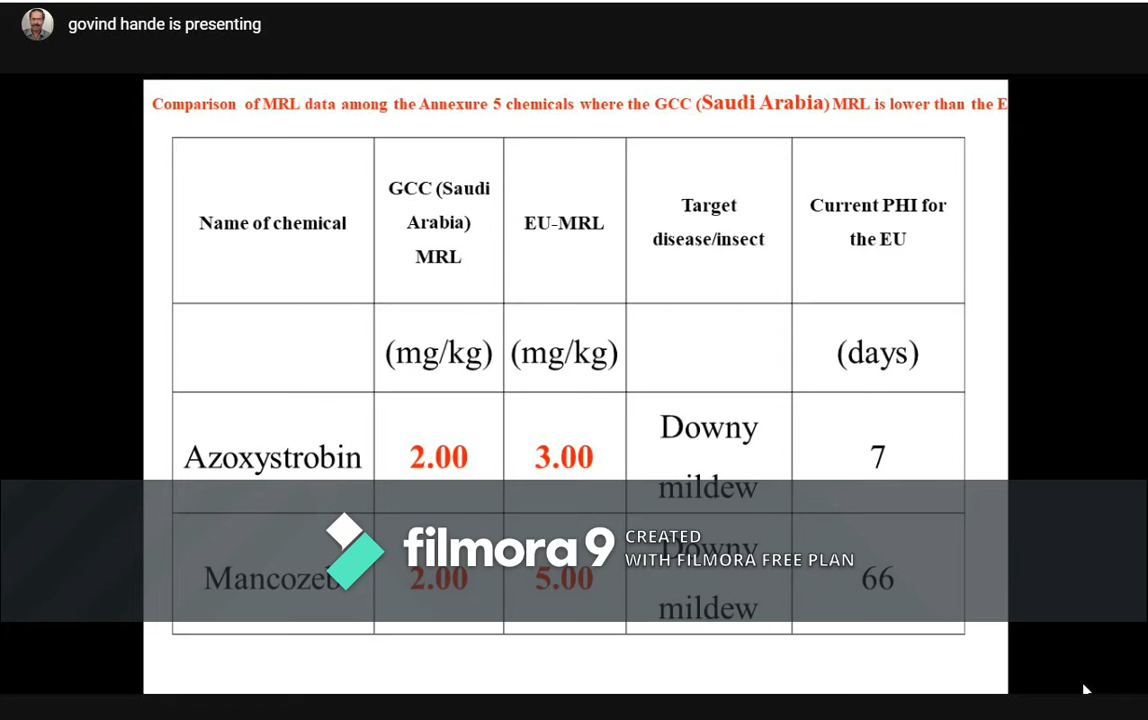 govind hande is presenting
Comparison of MRL data among the Annexure 5 chemicals where the GCC (Saudi Arabia) MRL is lower than the E
Name of chemical
GCC (Saudi
Arabia)
MRL
EU-MRL
Target
disease/insect
Current PHI for
the EU
(mg/kg)
(mg/kg)
(days)
Azoxystrobin
2.00
3.00
Downy
mildew
7
Mancozeb
2.00
5.00
Downy
mildew
66
filmora9
CREATED
WITH FILMORA FREE PLAN